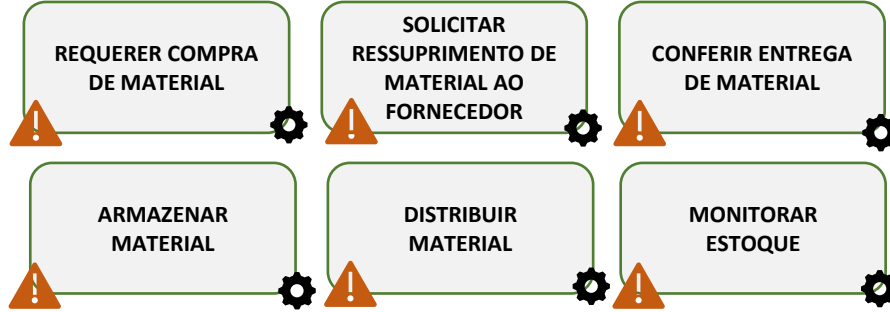 REQUERER COMPRA
DE MATERIAL
SOLICITAR
RESSUPRIMENTO DE
MATERIAL AO
FORNECEDOR
CONFERIR ENTREGA
DE MATERIAL
ARMAZENAR
MATERIAL
DISTRIBUIR
MATERIAL
MONITORAR
ESTOQUE